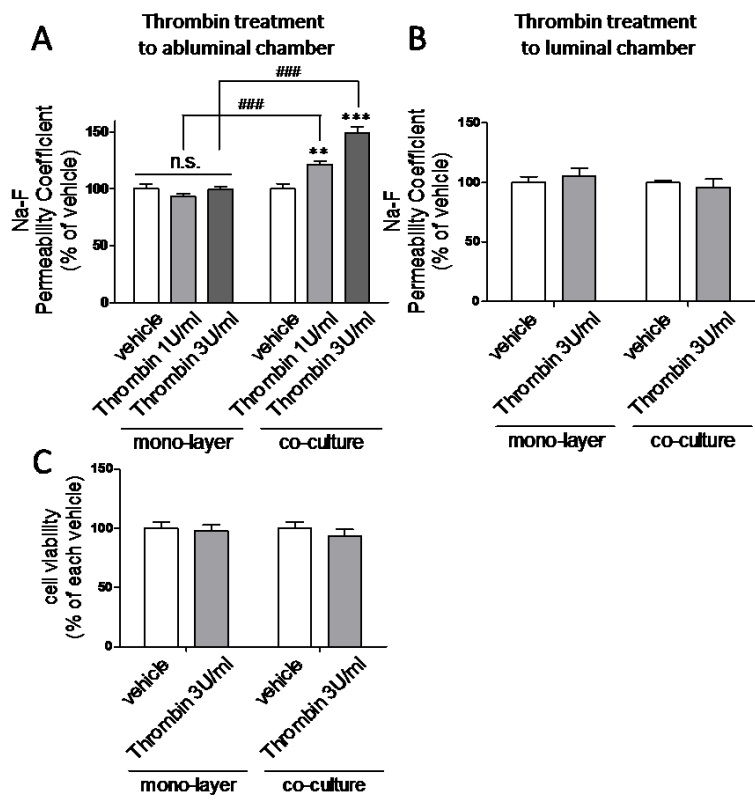 A
Thrombin treatment
to abluminal chamber
Na-F
Permeability Coefficient
(% of vehicle)
150
100
50
0
n.s.
###
###
**
***
vehicle
Thrombin 1U/ml
Thrombin 3U/ml
vehicle
Thrombin 1U/ml
Thrombin 3U/ml
mono-layer
co-culture
B
Thrombin treatment
to luminal chamber
Na-F
Permeability Coefficient
(% of vehicle)
150
100
50
0
vehicle
Thrombin 3U/ml
vehicle
Thrombin 3U/ml
mono-layer
co-culture
C
cell viability
(% of each vehicle)
150
100
50
0
vehicle
Thrombin 3U/ml
vehicle
Thrombin 3U/ml
mono-layer
co-culture